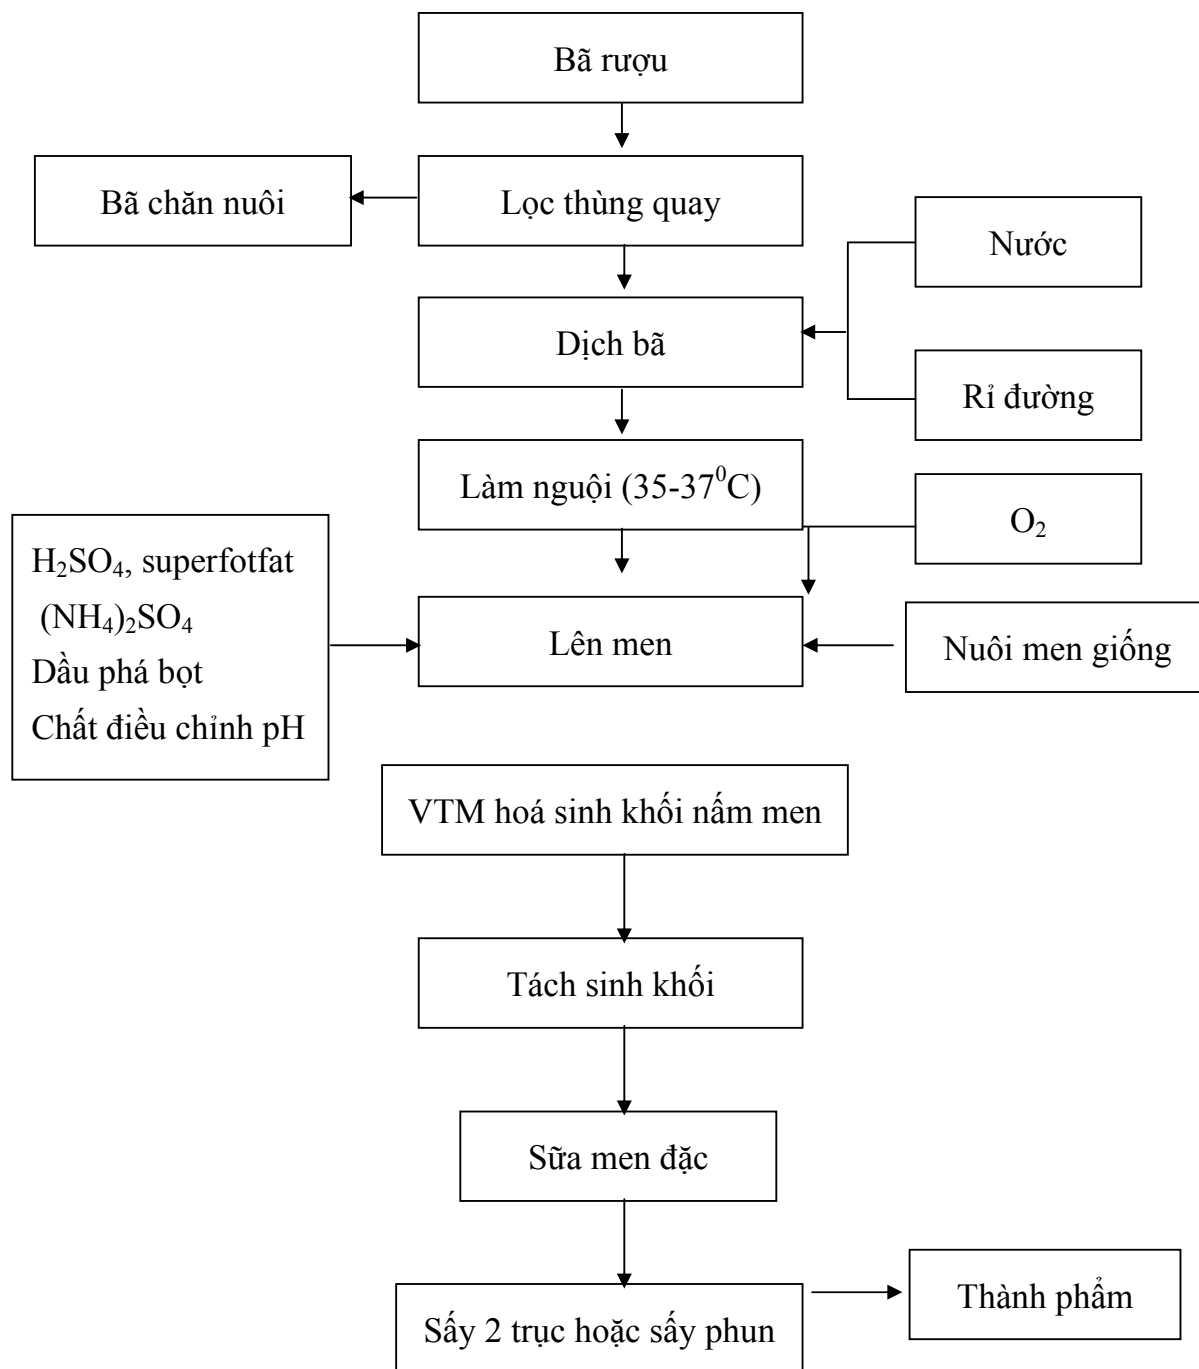 Bã rượu
Bã chăn nuôi
Lọc thùng quay
Nước
Dịch bã
Rỉ đường
Làm nguội (35-37⁰C)
O₂
H₂SO₄, superfotfat
(NH₄)₂SO₄
Dầu phá bọt
Chất điều chỉnh pH
Lên men
Nuôi men giống
VTM hoá sinh khối nấm men
Tách sinh khối
Sữa men đặc
Sấy 2 trục hoặc sấy phun
Thành phẩm